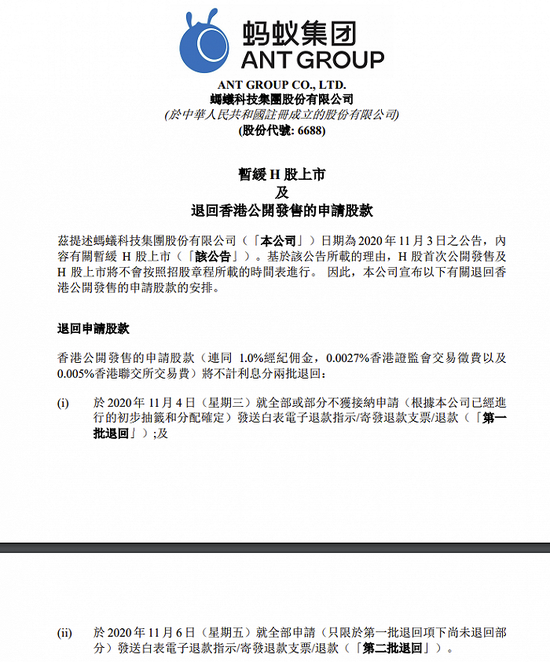 蚂蚁集团
ANT GROUP
ANT GROUP CO., LTD.
螞蟻科技集團股份有限公司
(於中華人民共和國註冊成立的股份有限公司)
(股份代號: 6688)
暫緩 H 股上市
及
退回香港公開發售的申請股款
茲提述螞蟻科技集團股份有限公司（「本公司」）日期為2020年11月3日之公告，內
容有關暫緩 H 股上市（「該公告」）。基於該公告所載的理由，H 股首次公開發售及
H 股上市將不會按照招股章程所載的時間表進行。 因此，本公司宣布以下有關退回香
港公開發售的申請股款的安排。
退回申請股款
香港公開發售的申請股款（連同 1.0%經紀佣金，0.0027%香港證監會交易徵費以及
0.005%香港聯交所交易費）將不計利息分兩批退回：
(i) 於 2020 年 11 月 4 日（星期三）就全部或部分不獲接納申請（根據本公司已經進
行的初步抽籤和分配確定）發送白表電子退款指示/寄發退款支票/退款（「第一
批退回」）;及
(ii) 於 2020 年 11 月 6 日（星期五）就全部申請（只限於第一批退回項下尚未退回部
分）發送白表電子退款指示/寄發退款支票/退款（「第二批退回」）。